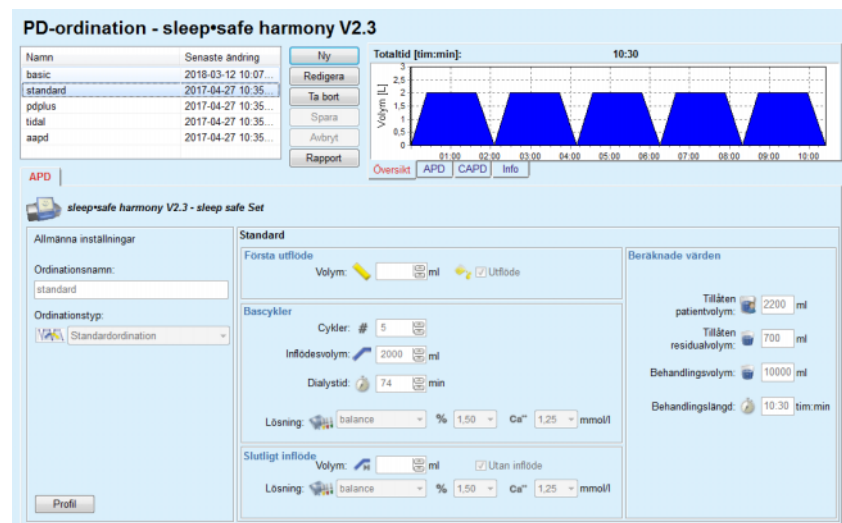 PD-ordination - sleep•safe harmony V2.3
Namn Senaste ändring
basic 2018-03-12 10:07...
standard 2017-04-27 10:35...
pdplus 2017-04-27 10:35...
tidal 2017-04-27 10:35...
aapd 2017-04-27 10:35...
Ny
Redigera
Ta bort
Spara
Avbryt
Rapport
Totaltid [tim:min]: 10:30
Volym [L]
3
2,5
2
1,5
1
0,5
0
01:00 02:00 03:00 04:00 05:00 06:00 07:00 08:00 09:00 10:00
Översikt APD CAPD Info
APD
sleep•safe harmony V2.3 - sleep safe Set
Allmänna inställningar
Ordinationsnamn:
standard
Ordinationstyp:
Standardordination
Profil
Standard
Första utflöde
Volym: ml Utflöde
Bascykler
Cykler: # 5
Inflödesvolym: 2000 ml
Dialystid: 74 min
Lösning: balance % 1,50 Ca⁺⁺ 1,25 mmol/l
Slutligt inflöde
Volym: ml Utan inflöde
Lösning: balance % 1,50 Ca⁺⁺ 1,25 mmol/l
Beräknade värden
Tillåten
patientvolym: 2200 ml
Tillåten
residualvolym: 700 ml
Behandlingsvolym: 10000 ml
Behandlingslängd: 10:30 tim:min